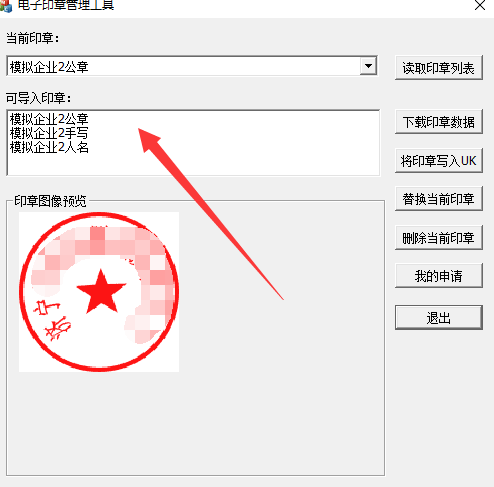 电子印章管理工具
当前印章:
模拟企业2公章
读取印章列表
可导入印章:
模拟企业2公章
模拟企业2手写
模拟企业2人名
下载印章数据
将印章写入UK
替换当前印章
删除当前印章
我的申请
退出
印章图像预览
济宁